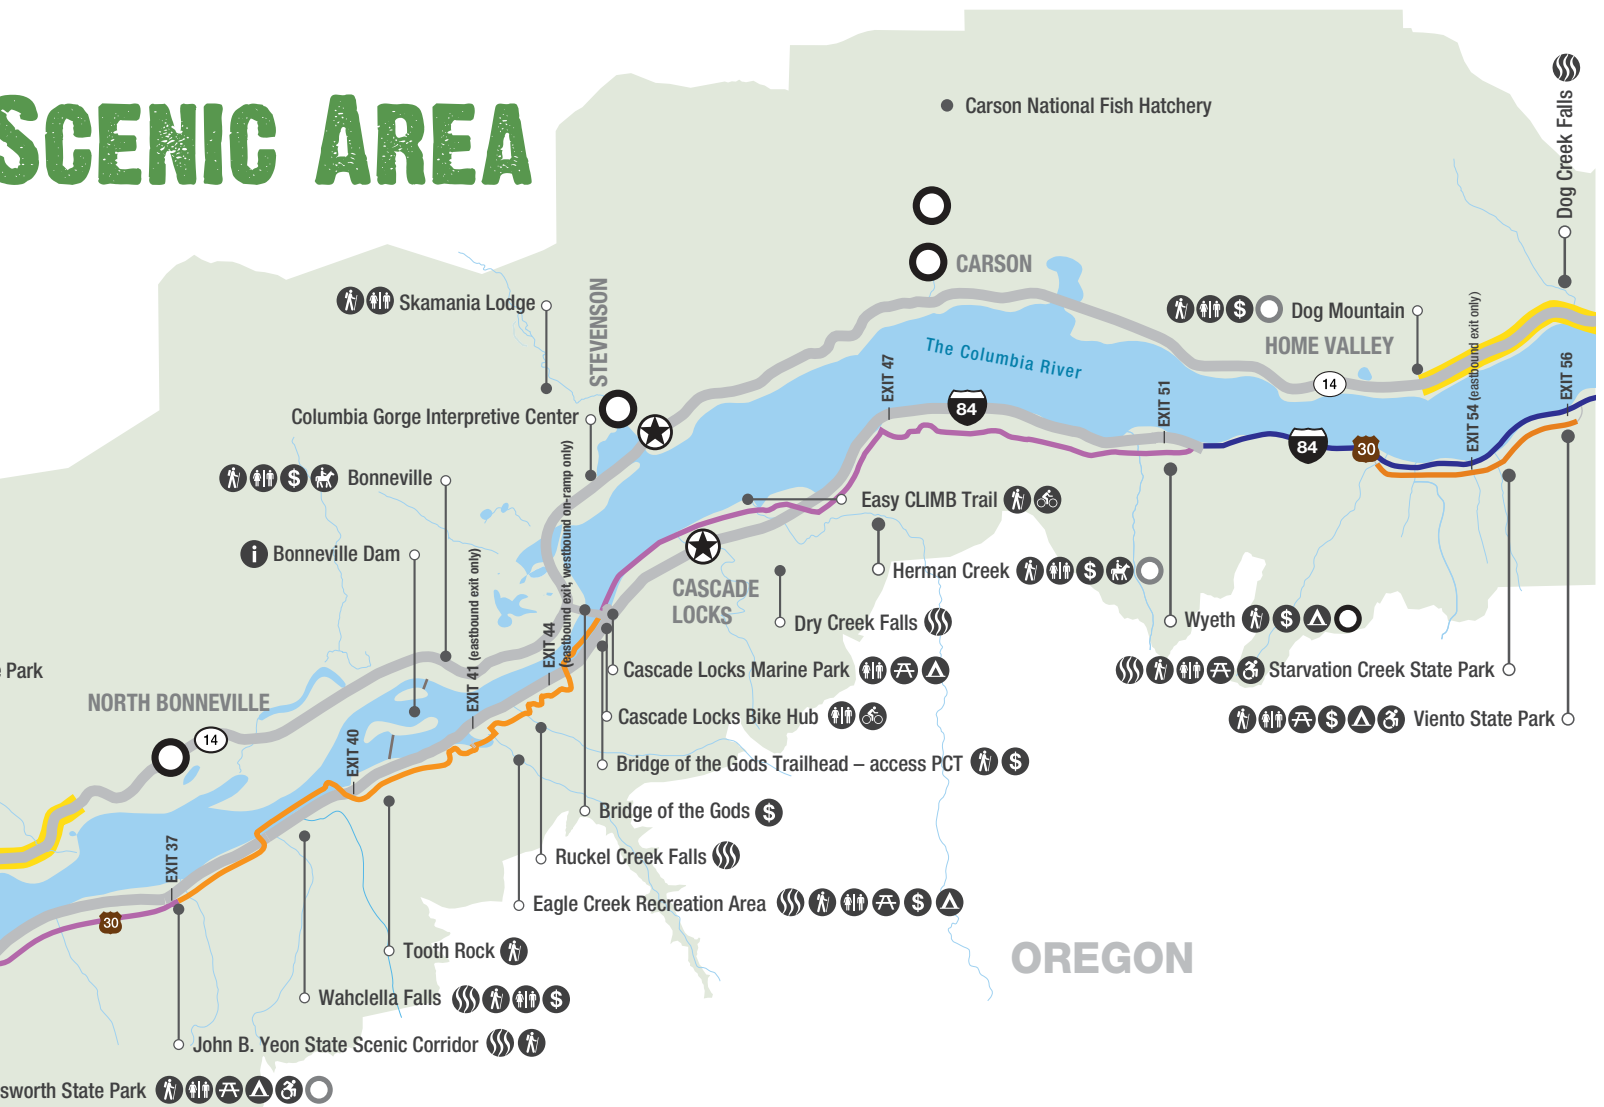 SCENIC AREA
Dog Creek Falls
Carson National Fish Hatchery
CARSON
Skamania Lodge
STEVENSON
$
Dog Mountain
HOME VALLEY
The Columbia River
EXIT 47
84
14
EXIT 51
84
30
EXIT 54 (eastbound exit only)
EXIT 56
Columbia Gorge Interpretive Center
$
Bonneville
i
Bonneville Dam
Easy CLIMB Trail
CASCADE
LOCKS
Herman Creek
$
Dry Creek Falls
Wyeth
$
Starvation Creek State Park
$
Viento State Park
e Park
NORTH BONNEVILLE
14
EXIT 37
30
EXIT 40
EXIT 41 (eastbound exit only)
EXIT 44
(eastbound exit, westbound on-ramp only)
Cascade Locks Marine Park
Cascade Locks Bike Hub
Bridge of the Gods Trailhead – access PCT
$
Bridge of the Gods
$
Ruckel Creek Falls
Eagle Creek Recreation Area
$
Tooth Rock
OREGON
Wahclella Falls
$
John B. Yeon State Scenic Corridor
sworth State Park